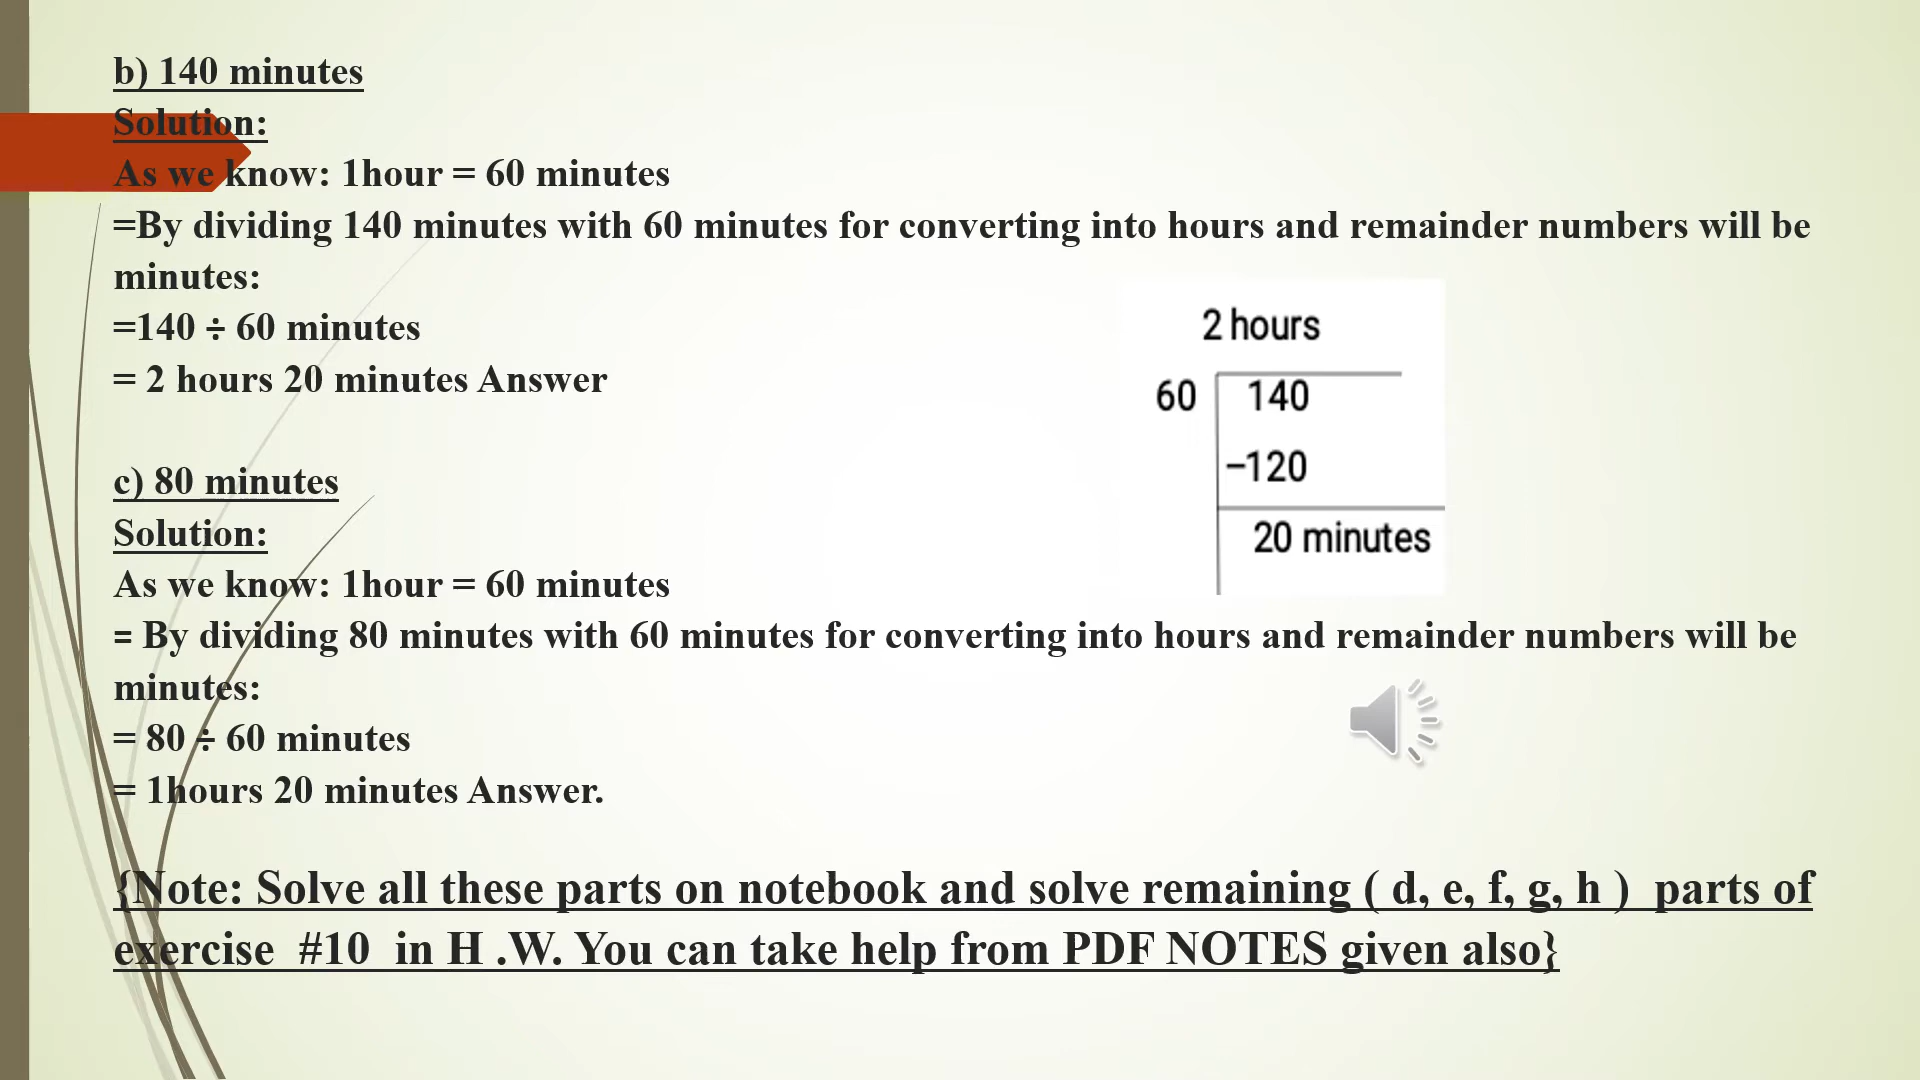 b) 140 minutes
Solution:
As we know: 1hour = 60 minutes
=By dividing 140 minutes with 60 minutes for converting into hours and remainder numbers will be
minutes:
=140 ÷ 60 minutes
= 2 hours 20 minutes Answer
2 hours
60 140
–120
20 minutes
c) 80 minutes
Solution:
As we know: 1hour = 60 minutes
= By dividing 80 minutes with 60 minutes for converting into hours and remainder numbers will be
minutes:
= 80 ÷ 60 minutes
= 1hours 20 minutes Answer.
{Note: Solve all these parts on notebook and solve remaining ( d, e, f, g, h )  parts of
exercise  #10  in H .W. You can take help from PDF NOTES given also}